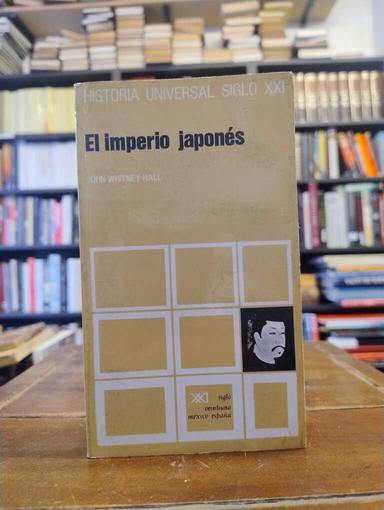 HISTORIA UNIVERSAL SIGLO XXI
El imperio japonés
JOHN WHITNEY HALL
XXI
siglo
veintiuno
méxico-españa